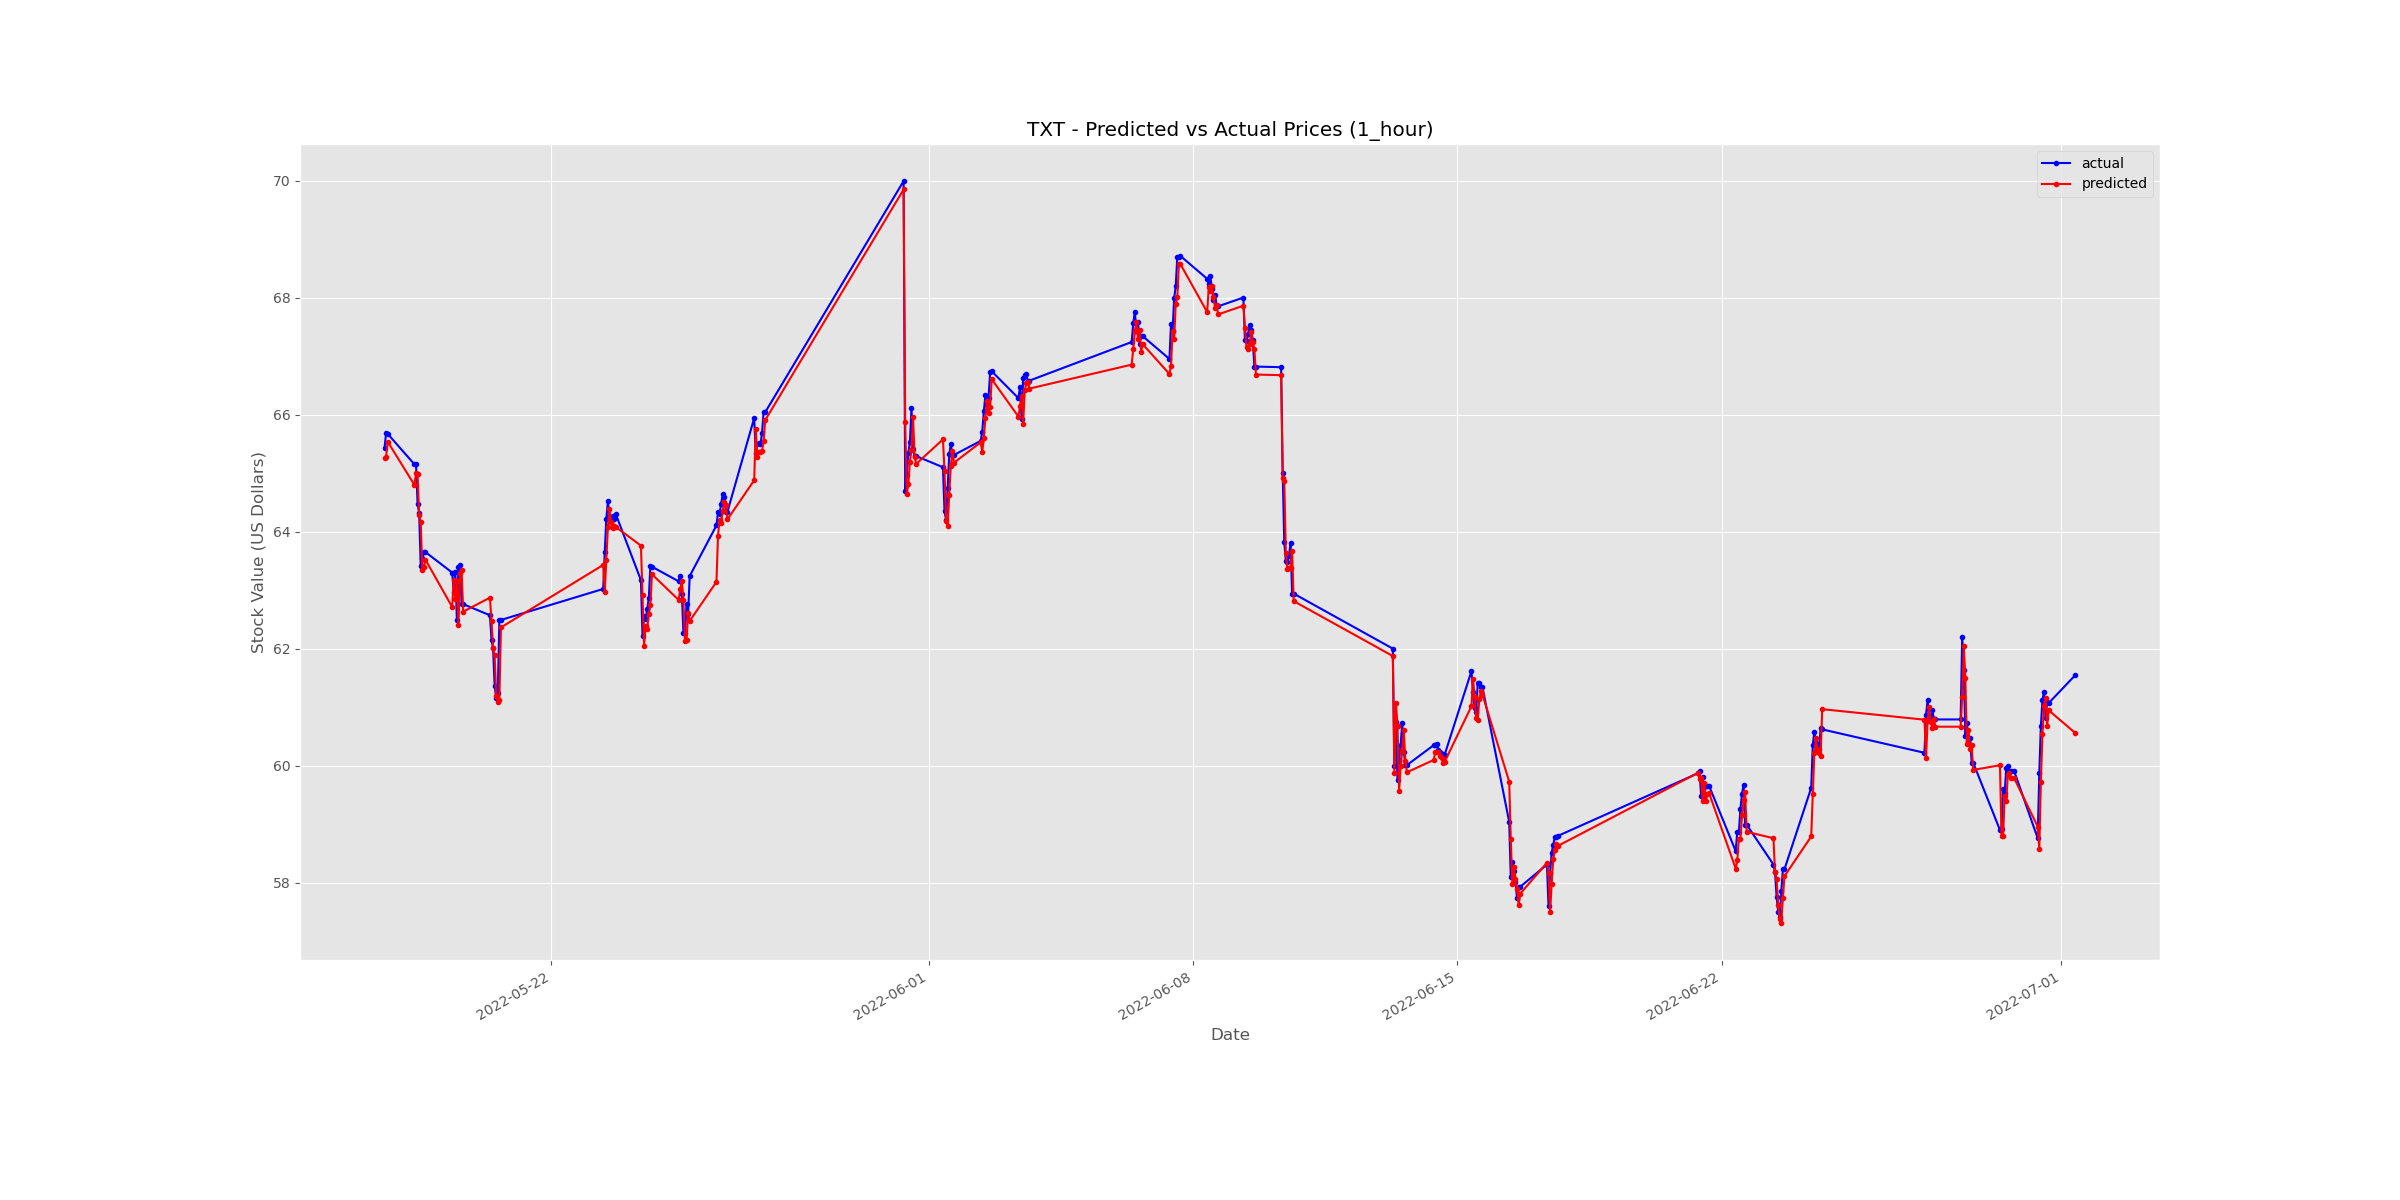 TXT - Predicted vs Actual Prices (1_hour)
actual
predicted
Stock Value (US Dollars)
70
68
66
64
62
60
58
2022-05-22
2022-06-01
2022-06-08
2022-06-15
2022-06-22
2022-07-01
Date